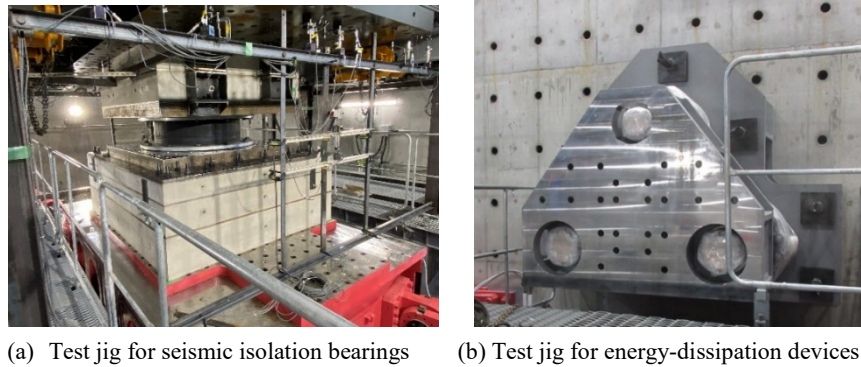 (a) Test jig for seismic isolation bearings
(b) Test jig for energy-dissipation devices